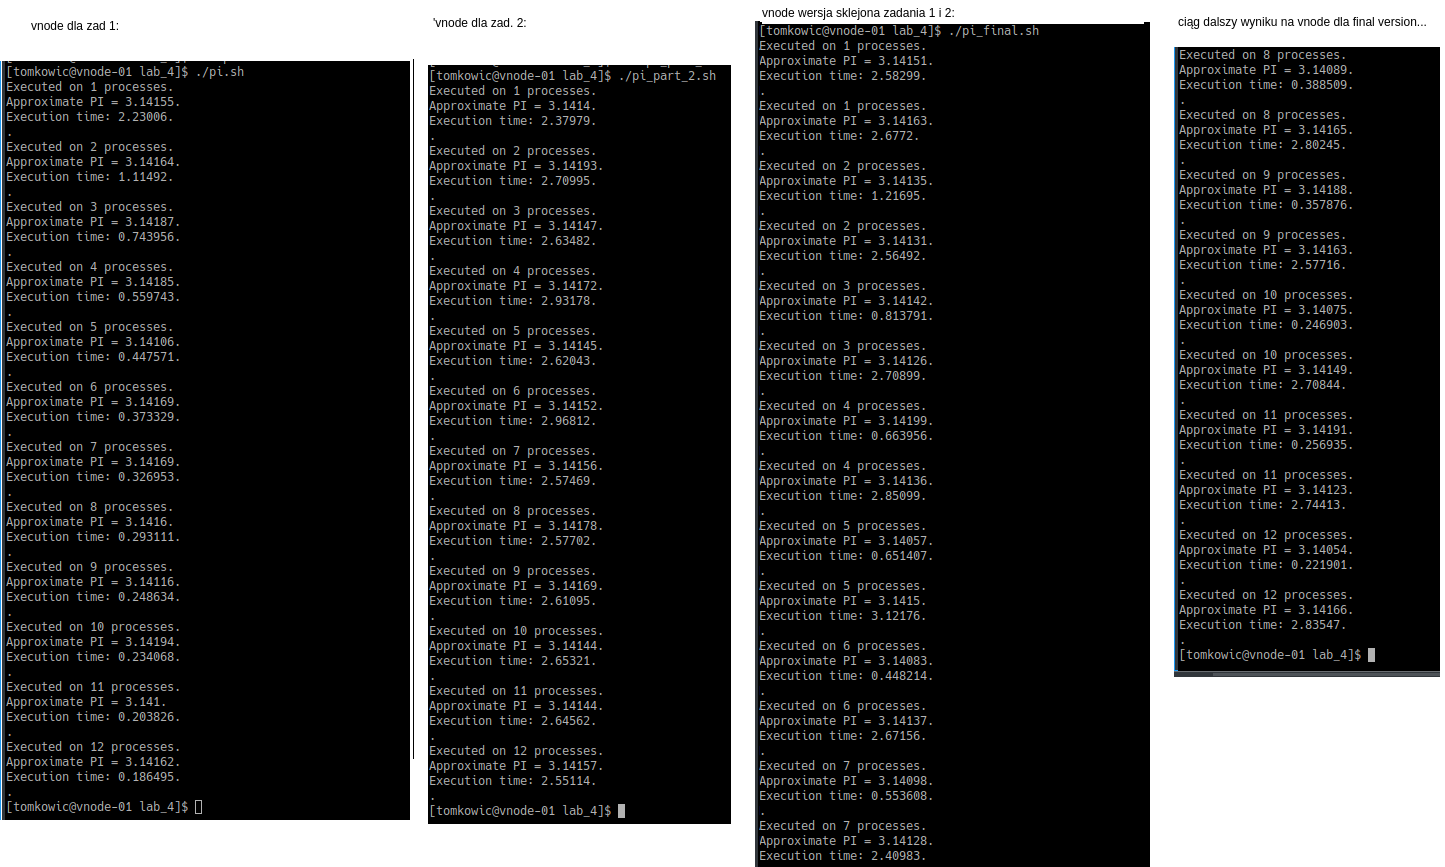 vnode dla zad 1:
[tomkowic@vnode-01 lab_4]$ ./pi.sh
Executed on 1 processes.
Approximate PI = 3.14155.
Execution time: 2.23006.
.
Executed on 2 processes.
Approximate PI = 3.14164.
Execution time: 1.11492.
.
Executed on 3 processes.
Approximate PI = 3.14187.
Execution time: 0.743956.
.
Executed on 4 processes.
Approximate PI = 3.14185.
Execution time: 0.559743.
.
Executed on 5 processes.
Approximate PI = 3.14106.
Execution time: 0.447571.
.
Executed on 6 processes.
Approximate PI = 3.14169.
Execution time: 0.373329.
.
Executed on 7 processes.
Approximate PI = 3.14169.
Execution time: 0.326953.
.
Executed on 8 processes.
Approximate PI = 3.1416.
Execution time: 0.293111.
.
Executed on 9 processes.
Approximate PI = 3.14116.
Execution time: 0.248634.
.
Executed on 10 processes.
Approximate PI = 3.14194.
Execution time: 0.234068.
.
Executed on 11 processes.
Approximate PI = 3.141.
Execution time: 0.203826.
.
Executed on 12 processes.
Approximate PI = 3.14162.
Execution time: 0.186495.
.
[tomkowic@vnode-01 lab_4]$
'vnode dla zad. 2:
[tomkowic@vnode-01 lab_4]$ ./pi_part_2.sh
Executed on 1 processes.
Approximate PI = 3.1414.
Execution time: 2.37979.
.
Executed on 2 processes.
Approximate PI = 3.14193.
Execution time: 2.70995.
.
Executed on 3 processes.
Approximate PI = 3.14147.
Execution time: 2.63482.
.
Executed on 4 processes.
Approximate PI = 3.14172.
Execution time: 2.93178.
.
Executed on 5 processes.
Approximate PI = 3.14145.
Execution time: 2.62043.
.
Executed on 6 processes.
Approximate PI = 3.14152.
Execution time: 2.96812.
.
Executed on 7 processes.
Approximate PI = 3.14156.
Execution time: 2.57469.
.
Executed on 8 processes.
Approximate PI = 3.14178.
Execution time: 2.57702.
.
Executed on 9 processes.
Approximate PI = 3.14169.
Execution time: 2.61095.
.
Executed on 10 processes.
Approximate PI = 3.14144.
Execution time: 2.65321.
.
Executed on 11 processes.
Approximate PI = 3.14144.
Execution time: 2.64562.
.
Executed on 12 processes.
Approximate PI = 3.14157.
Execution time: 2.55114.
.
[tomkowic@vnode-01 lab_4]$
vnode wersja sklejona zadania 1 i 2:
[tomkowic@vnode-01 lab_4]$ ./pi_final.sh
Executed on 1 processes.
Approximate PI = 3.14151.
Execution time: 2.58299.
.
Executed on 1 processes.
Approximate PI = 3.14163.
Execution time: 2.6772.
.
Executed on 2 processes.
Approximate PI = 3.14135.
Execution time: 1.21695.
.
Executed on 2 processes.
Approximate PI = 3.14131.
Execution time: 2.56492.
.
Executed on 3 processes.
Approximate PI = 3.14142.
Execution time: 0.813791.
.
Executed on 3 processes.
Approximate PI = 3.14126.
Execution time: 2.70899.
.
Executed on 4 processes.
Approximate PI = 3.14199.
Execution time: 0.663956.
.
Executed on 4 processes.
Approximate PI = 3.14136.
Execution time: 2.85099.
.
Executed on 5 processes.
Approximate PI = 3.14057.
Execution time: 0.651407.
.
Executed on 5 processes.
Approximate PI = 3.1415.
Execution time: 3.12176.
.
Executed on 6 processes.
Approximate PI = 3.14083.
Execution time: 0.448214.
.
Executed on 6 processes.
Approximate PI = 3.14137.
Execution time: 2.67156.
.
Executed on 7 processes.
Approximate PI = 3.14098.
Execution time: 0.553608.
.
Executed on 7 processes.
Approximate PI = 3.14128.
Execution time: 2.40983.
ciąg dalszy wyniku na vnode dla final version...
Executed on 8 processes.
Approximate PI = 3.14089.
Execution time: 0.388509.
.
Executed on 8 processes.
Approximate PI = 3.14165.
Execution time: 2.80245.
.
Executed on 9 processes.
Approximate PI = 3.14188.
Execution time: 0.357876.
.
Executed on 9 processes.
Approximate PI = 3.14163.
Execution time: 2.57716.
.
Executed on 10 processes.
Approximate PI = 3.14075.
Execution time: 0.246903.
.
Executed on 10 processes.
Approximate PI = 3.14149.
Execution time: 2.70844.
.
Executed on 11 processes.
Approximate PI = 3.14191.
Execution time: 0.256935.
.
Executed on 11 processes.
Approximate PI = 3.14123.
Execution time: 2.74413.
.
Executed on 12 processes.
Approximate PI = 3.14054.
Execution time: 0.221901.
.
Executed on 12 processes.
Approximate PI = 3.14166.
Execution time: 2.83547.
.
[tomkowic@vnode-01 lab_4]$